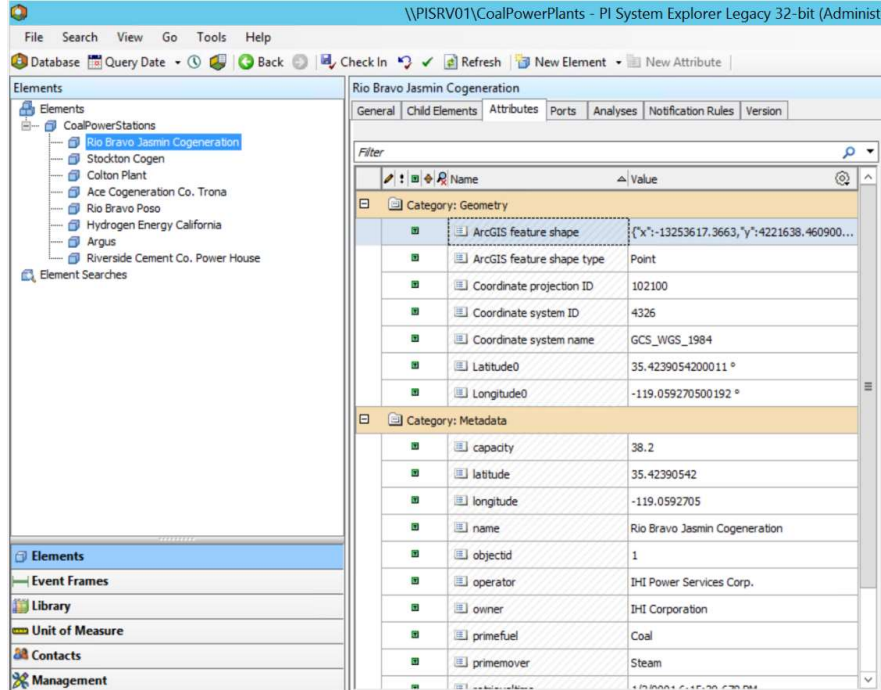 \\PISRV01\CoalPowerPlants - PI System Explorer Legacy 32-bit (Administ
File Search View Go Tools Help
Database Query Date Back Check In Refresh New Element New Attribute
Elements
Elements
CoalPowerStations
Rio Bravo Jasmin Cogeneration
Stockton Cogen
Colton Plant
Ace Cogeneration Co. Trona
Rio Bravo Poso
Hydrogen Energy California
Argus
Riverside Cement Co. Power House
Element Searches
Elements
Event Frames
Library
Unit of Measure
Contacts
Management
Rio Bravo Jasmin Cogeneration
General Child Elements Attributes Ports Analyses Notification Rules Version
Filter
Name Value
Category: Geometry
ArcGIS feature shape {"x":-13253617.3663,"y":4221638.460900...
ArcGIS feature shape type Point
Coordinate projection ID 102100
Coordinate system ID 4326
Coordinate system name GCS_WGS_1984
Latitude0 35.4239054200011 °
Longitude0 -119.059270500192 °
Category: Metadata
capacity 38.2
latitude 35.42390542
longitude -119.0592705
name Rio Bravo Jasmin Cogeneration
objectid 1
operator IHI Power Services Corp.
owner IHI Corporation
primefuel Coal
primemover Steam